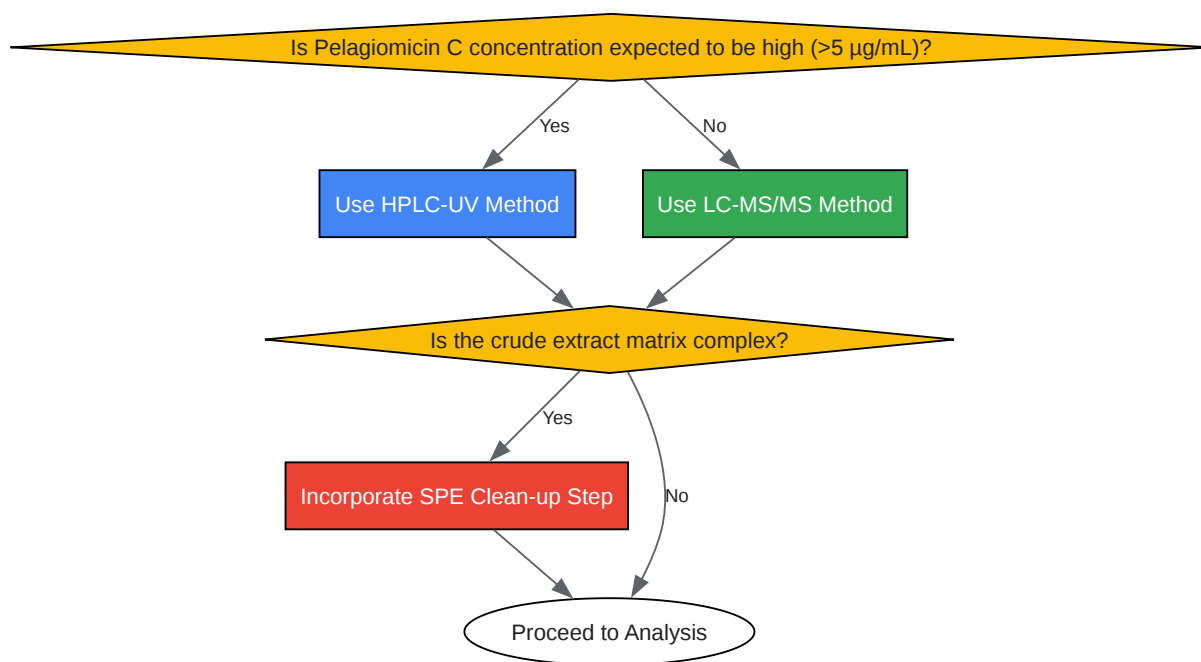 Is Pelagiomicin C concentration expected to be high (>5 µg/mL)?
Yes
No
Use HPLC-UV Method
Use LC-MS/MS Method
Is the crude extract matrix complex?
Yes
Incorporate SPE Clean-up Step
No
Proceed to Analysis